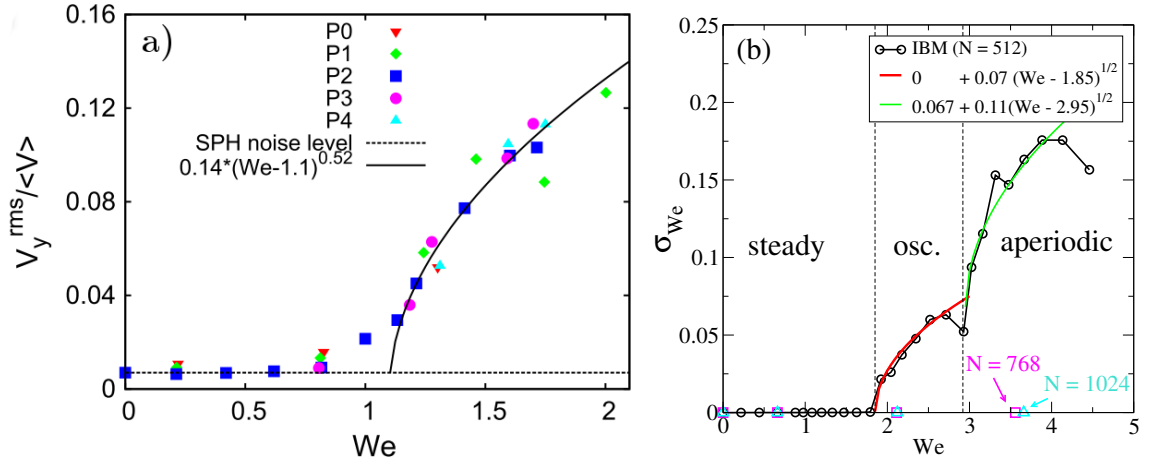 a)
0.16
0.12
0.08
0.04
0
V_y^rms/<V>
P0
P1
P2
P3
P4
SPH noise level
0.14*(We-1.1)^0.52
0 0.5 1 1.5 2
We
(b)
IBM (N = 512)
0 + 0.07 (We - 1.85)^1/2
0.067 + 0.11(We - 2.95)^1/2
0.2
0.15
0.1
0.05
0
σ_We
steady
osc.
aperiodic
N = 768
N = 1024
0 1 2 3 4 5
We